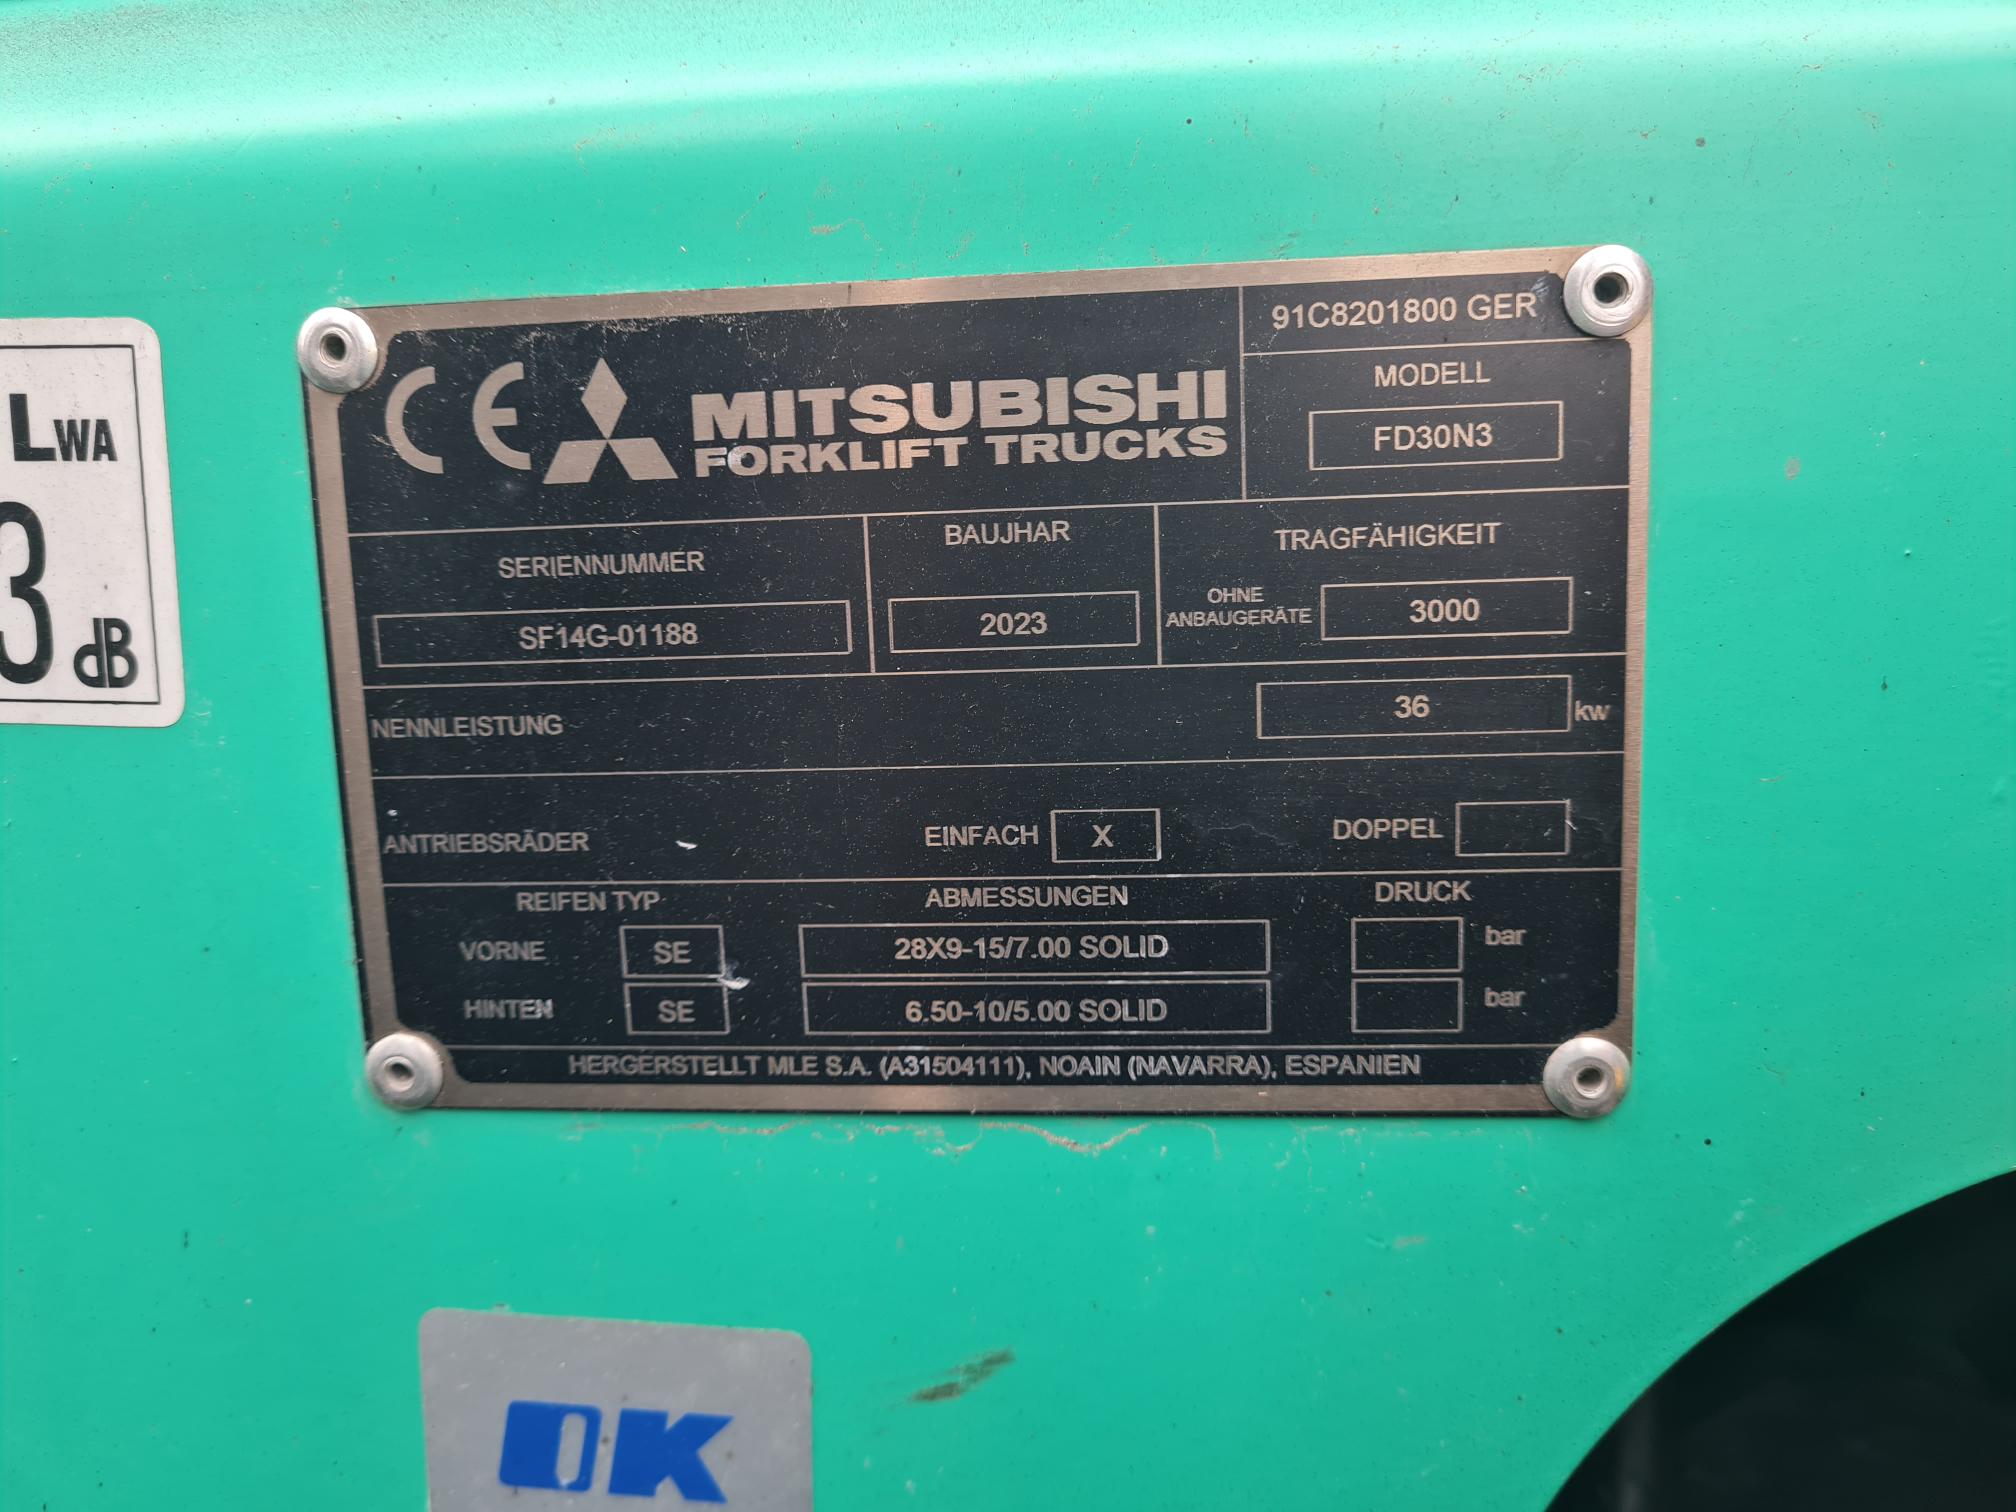 LWA
3 dB
CE MITSUBISHI
FORKLIFT TRUCKS
91C8201800 GER
MODELL
FD30N3
SERIENNUMMER
SF14G-01188
BAUJHAR
2023
TRAGFÄHIGKEIT
OHNE
ANBAUGERÄTE
3000
NENNLEISTUNG 36 kw
ANTRIEBSRÄDER EINFACH X DOPPEL
REIFEN TYP ABMESSUNGEN DRUCK
VORNE SE 28X9-15/7.00 SOLID bar
HINTEN SE 6.50-10/5.00 SOLID bar
HERGERSTELLT MLE S.A. (A31504111), NOAIN (NAVARRA), ESPANIEN
OK